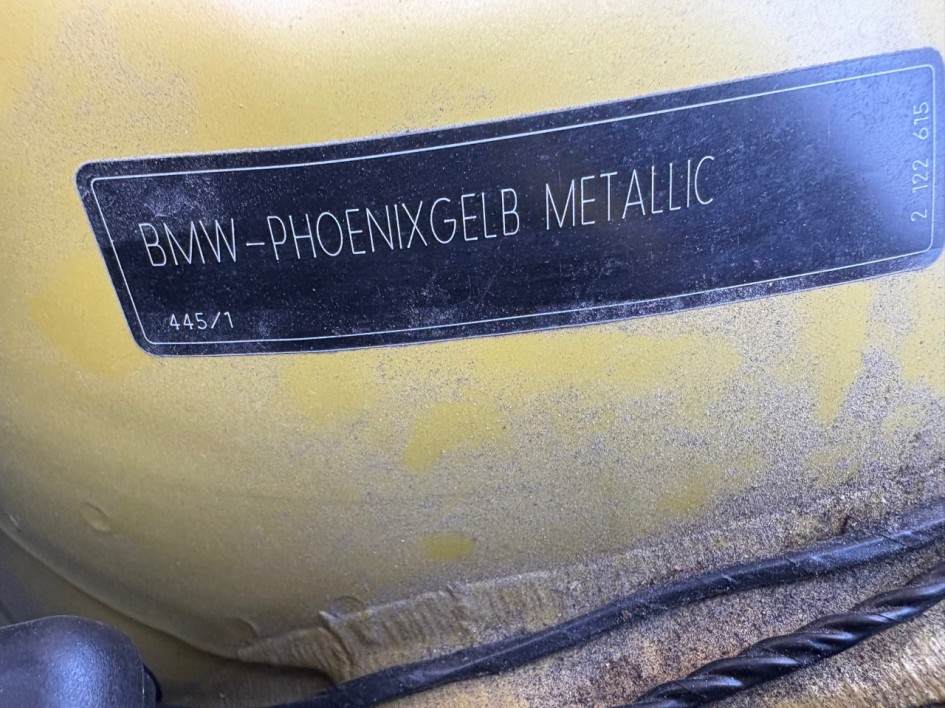 BMW-PHOENIXGELB METALLIC
445/1
2 122 615